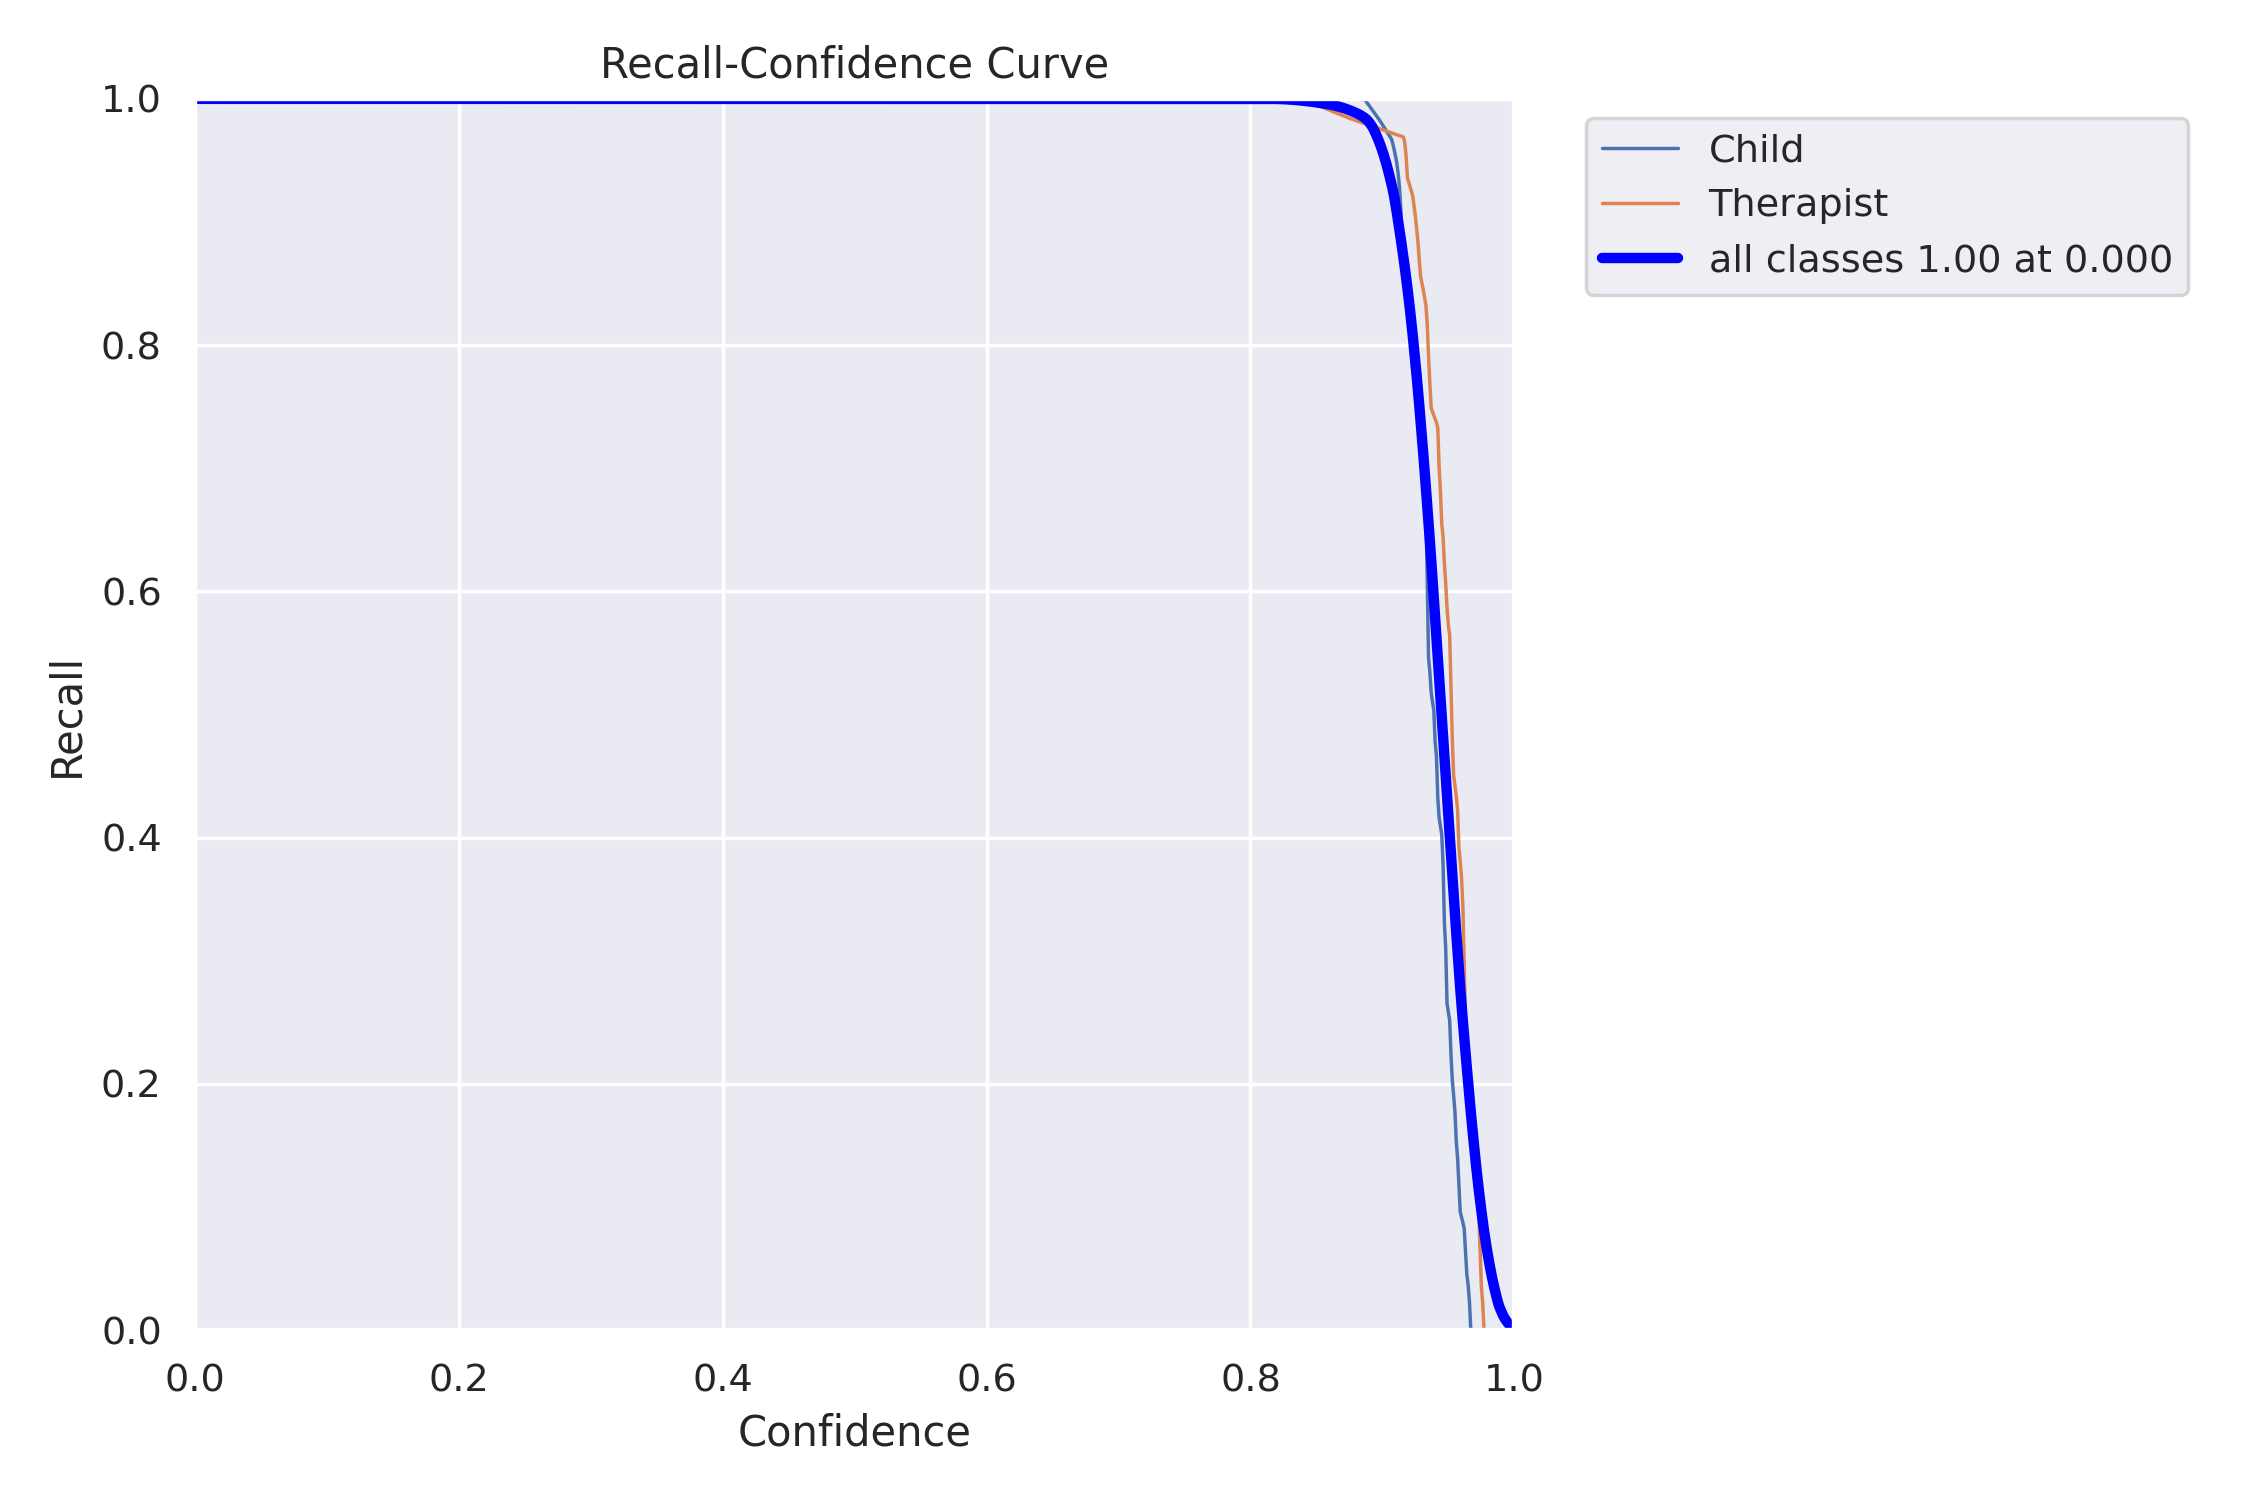 Recall-Confidence Curve
1.0
0.8
0.6
0.4
0.2
0.0
Recall
0.0 0.2 0.4 0.6 0.8 1.0
Confidence
Child
Therapist
all classes 1.00 at 0.000